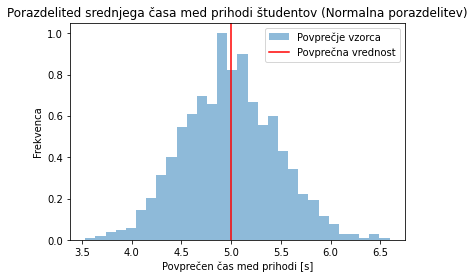 Porazdelited srednjega časa med prihodi študentov (Normalna porazdelitev)
Povprečje vzorca
Povprečna vrednost
Frekvenca
1.0
0.8
0.6
0.4
0.2
0.0
3.5 4.0 4.5 5.0 5.5 6.0 6.5
Povprečen čas med prihodi [s]